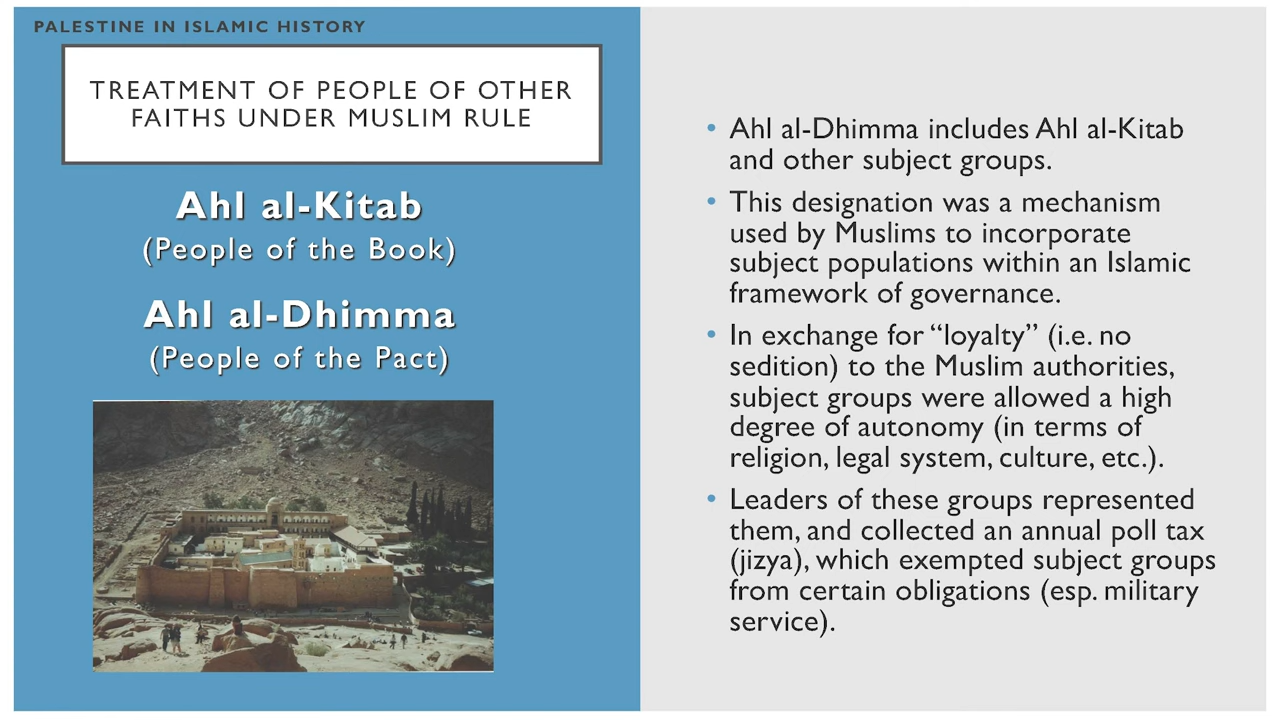 PALESTINE IN ISLAMIC HISTORY
TREATMENT OF PEOPLE OF OTHER
FAITHS UNDER MUSLIM RULE
Ahl al-Kitab
(People of the Book)
Ahl al-Dhimma
(People of the Pact)
• Ahl al-Dhimma includes Ahl al-Kitab
and other subject groups.
• This designation was a mechanism
used by Muslims to incorporate
subject populations within an Islamic
framework of governance.
• In exchange for “loyalty” (i.e. no
sedition) to the Muslim authorities,
subject groups were allowed a high
degree of autonomy (in terms of
religion, legal system, culture, etc.).
• Leaders of these groups represented
them, and collected an annual poll tax
(jizya), which exempted subject groups
from certain obligations (esp. military
service).